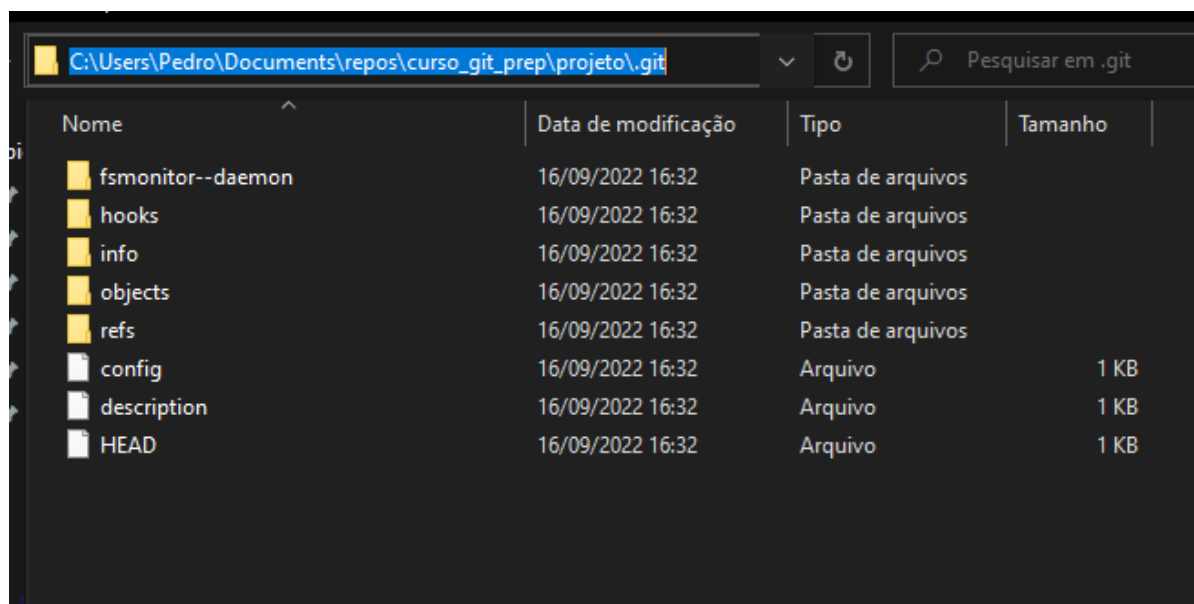 C:\Users\Pedro\Documents\repos\curso_git_prep\projeto\.git Pesquisar em .git
Nome Data de modificação Tipo Tamanho
fsmonitor--daemon 16/09/2022 16:32 Pasta de arquivos
hooks 16/09/2022 16:32 Pasta de arquivos
info 16/09/2022 16:32 Pasta de arquivos
objects 16/09/2022 16:32 Pasta de arquivos
refs 16/09/2022 16:32 Pasta de arquivos
config 16/09/2022 16:32 Arquivo 1 KB
description 16/09/2022 16:32 Arquivo 1 KB
HEAD 16/09/2022 16:32 Arquivo 1 KB